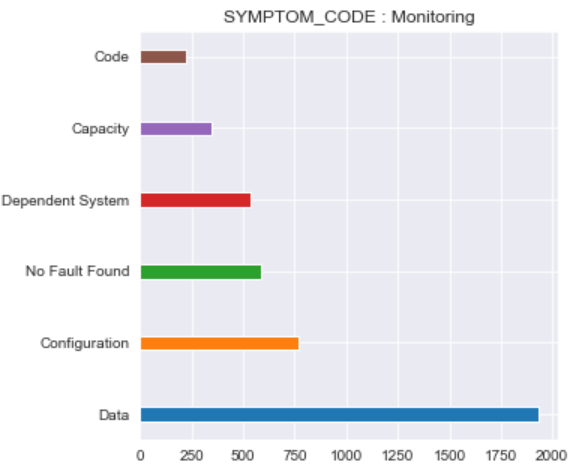 SYMPTOM_CODE : Monitoring
Code
Capacity
Dependent System
No Fault Found
Configuration
Data
0 250 500 750 1000 1250 1500 1750 2000